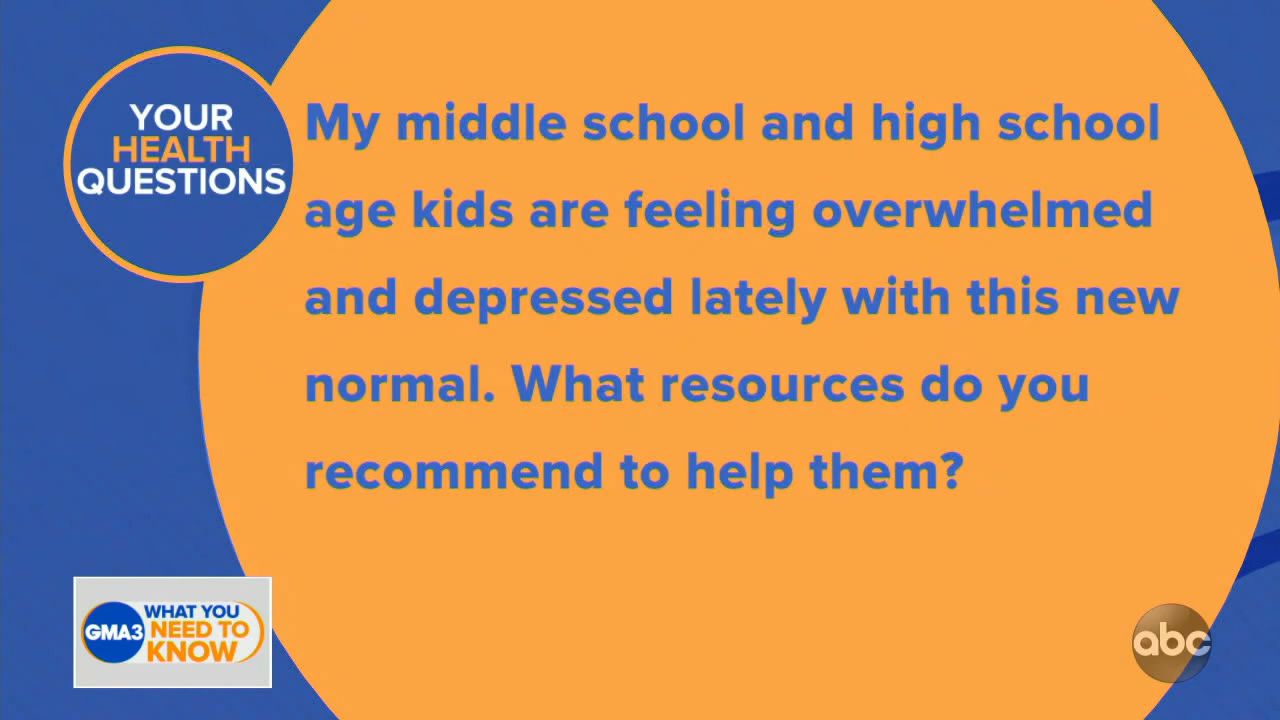 YOUR
HEALTH
QUESTIONS
My middle school and high school
age kids are feeling overwhelmed
and depressed lately with this new
normal. What resources do you
recommend to help them?
GMA3
WHAT YOU
NEED TO
KNOW
abc